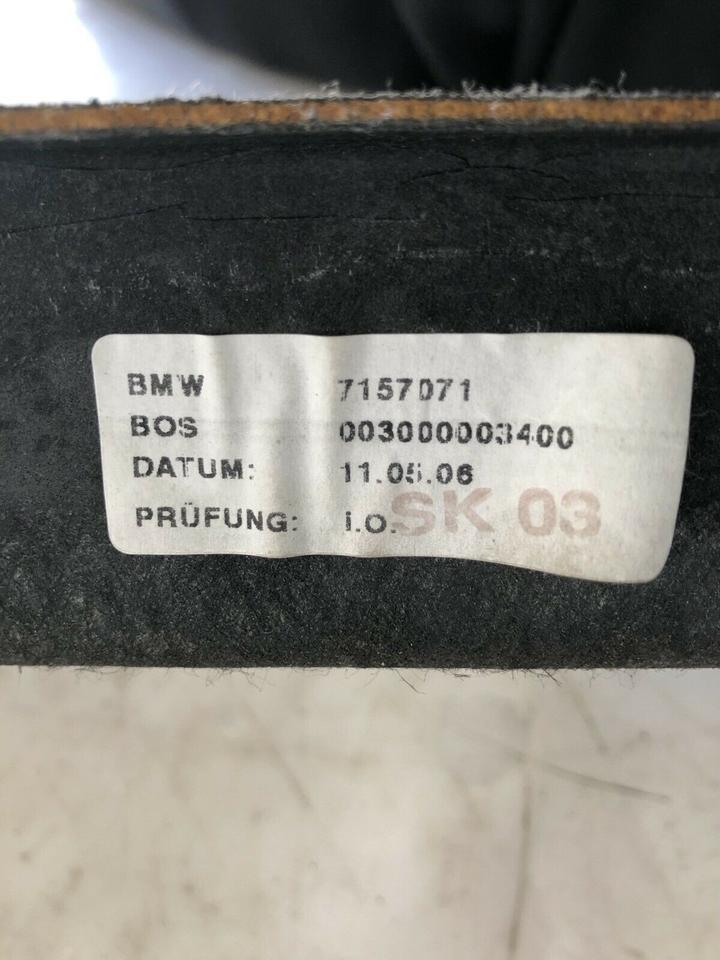 BMW 7157071
BOS 003000003400
DATUM: 11.05.06
PRÜFUNG: i.O. SK 03